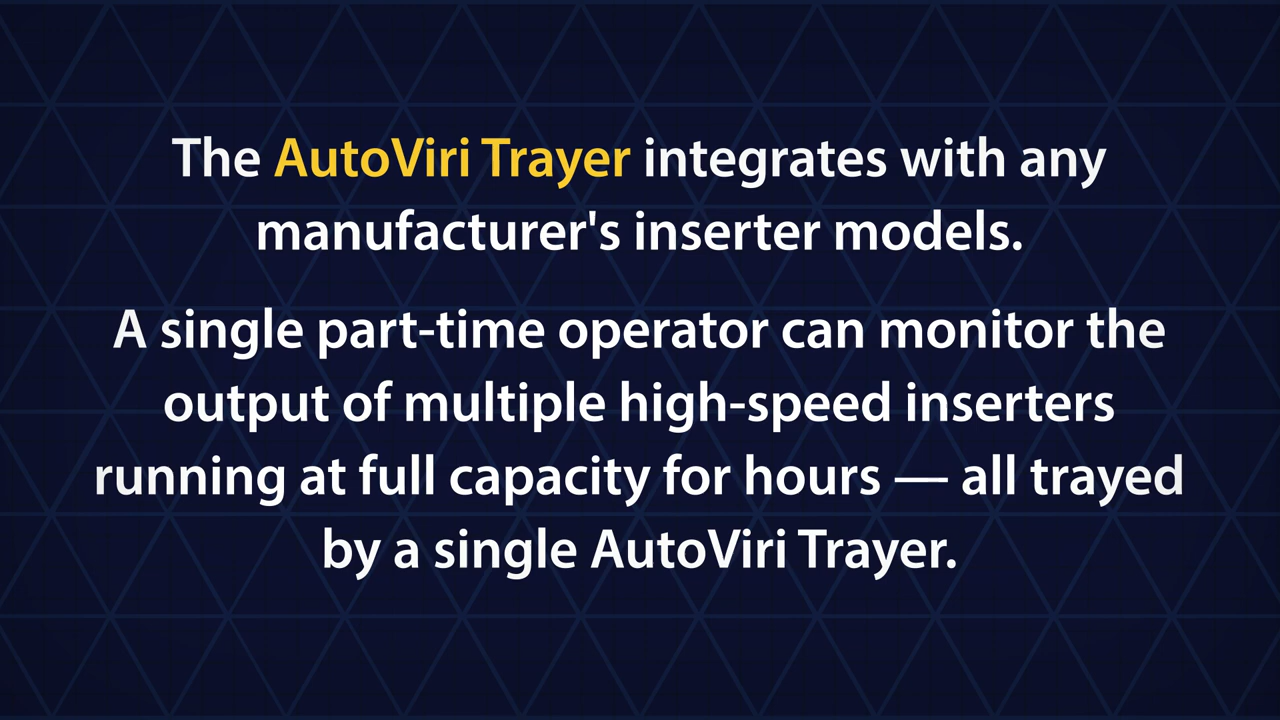 The AutoViri Trayer integrates with any
manufacturer's inserter models.
A single part-time operator can monitor the
output of multiple high-speed inserters
running at full capacity for hours — all trayed
by a single AutoViri Trayer.